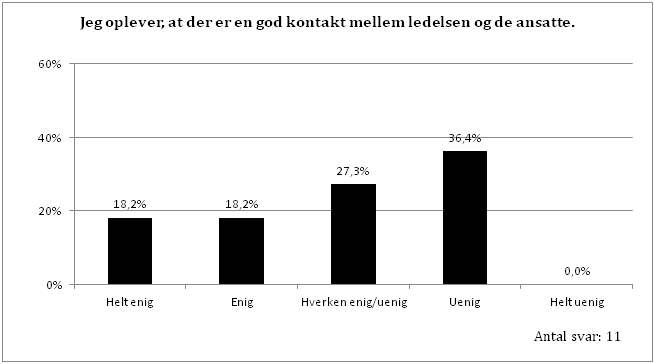 Jeg oplever, at der er en god kontakt mellem ledelsen og de ansatte.
60%
40%
20%
0%
18,2%
18,2%
27,3%
36,4%
0,0%
Helt enig
Enig
Hverken enig/uenig
Uenig
Helt uenig
Antal svar: 11